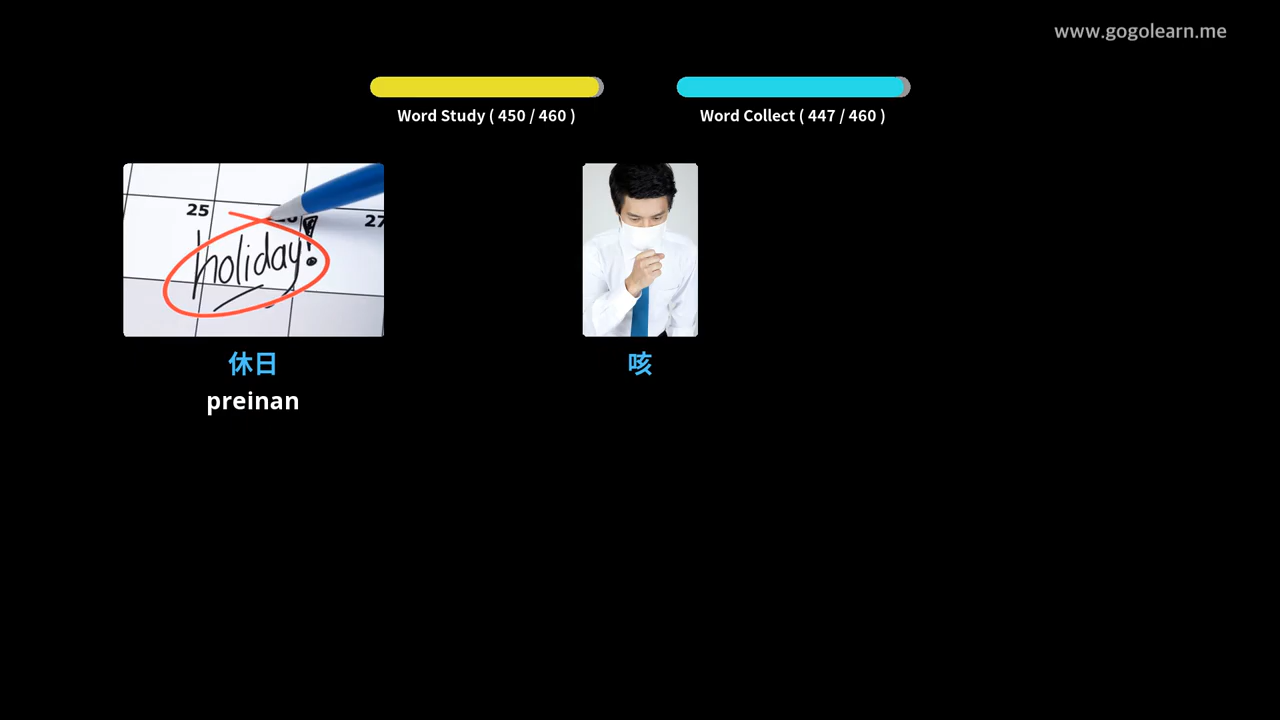 www.gogolearn.me
Word Study ( 450 / 460 )
Word Collect ( 447 / 460 )
25
27
holiday!
休日
咳
preinan